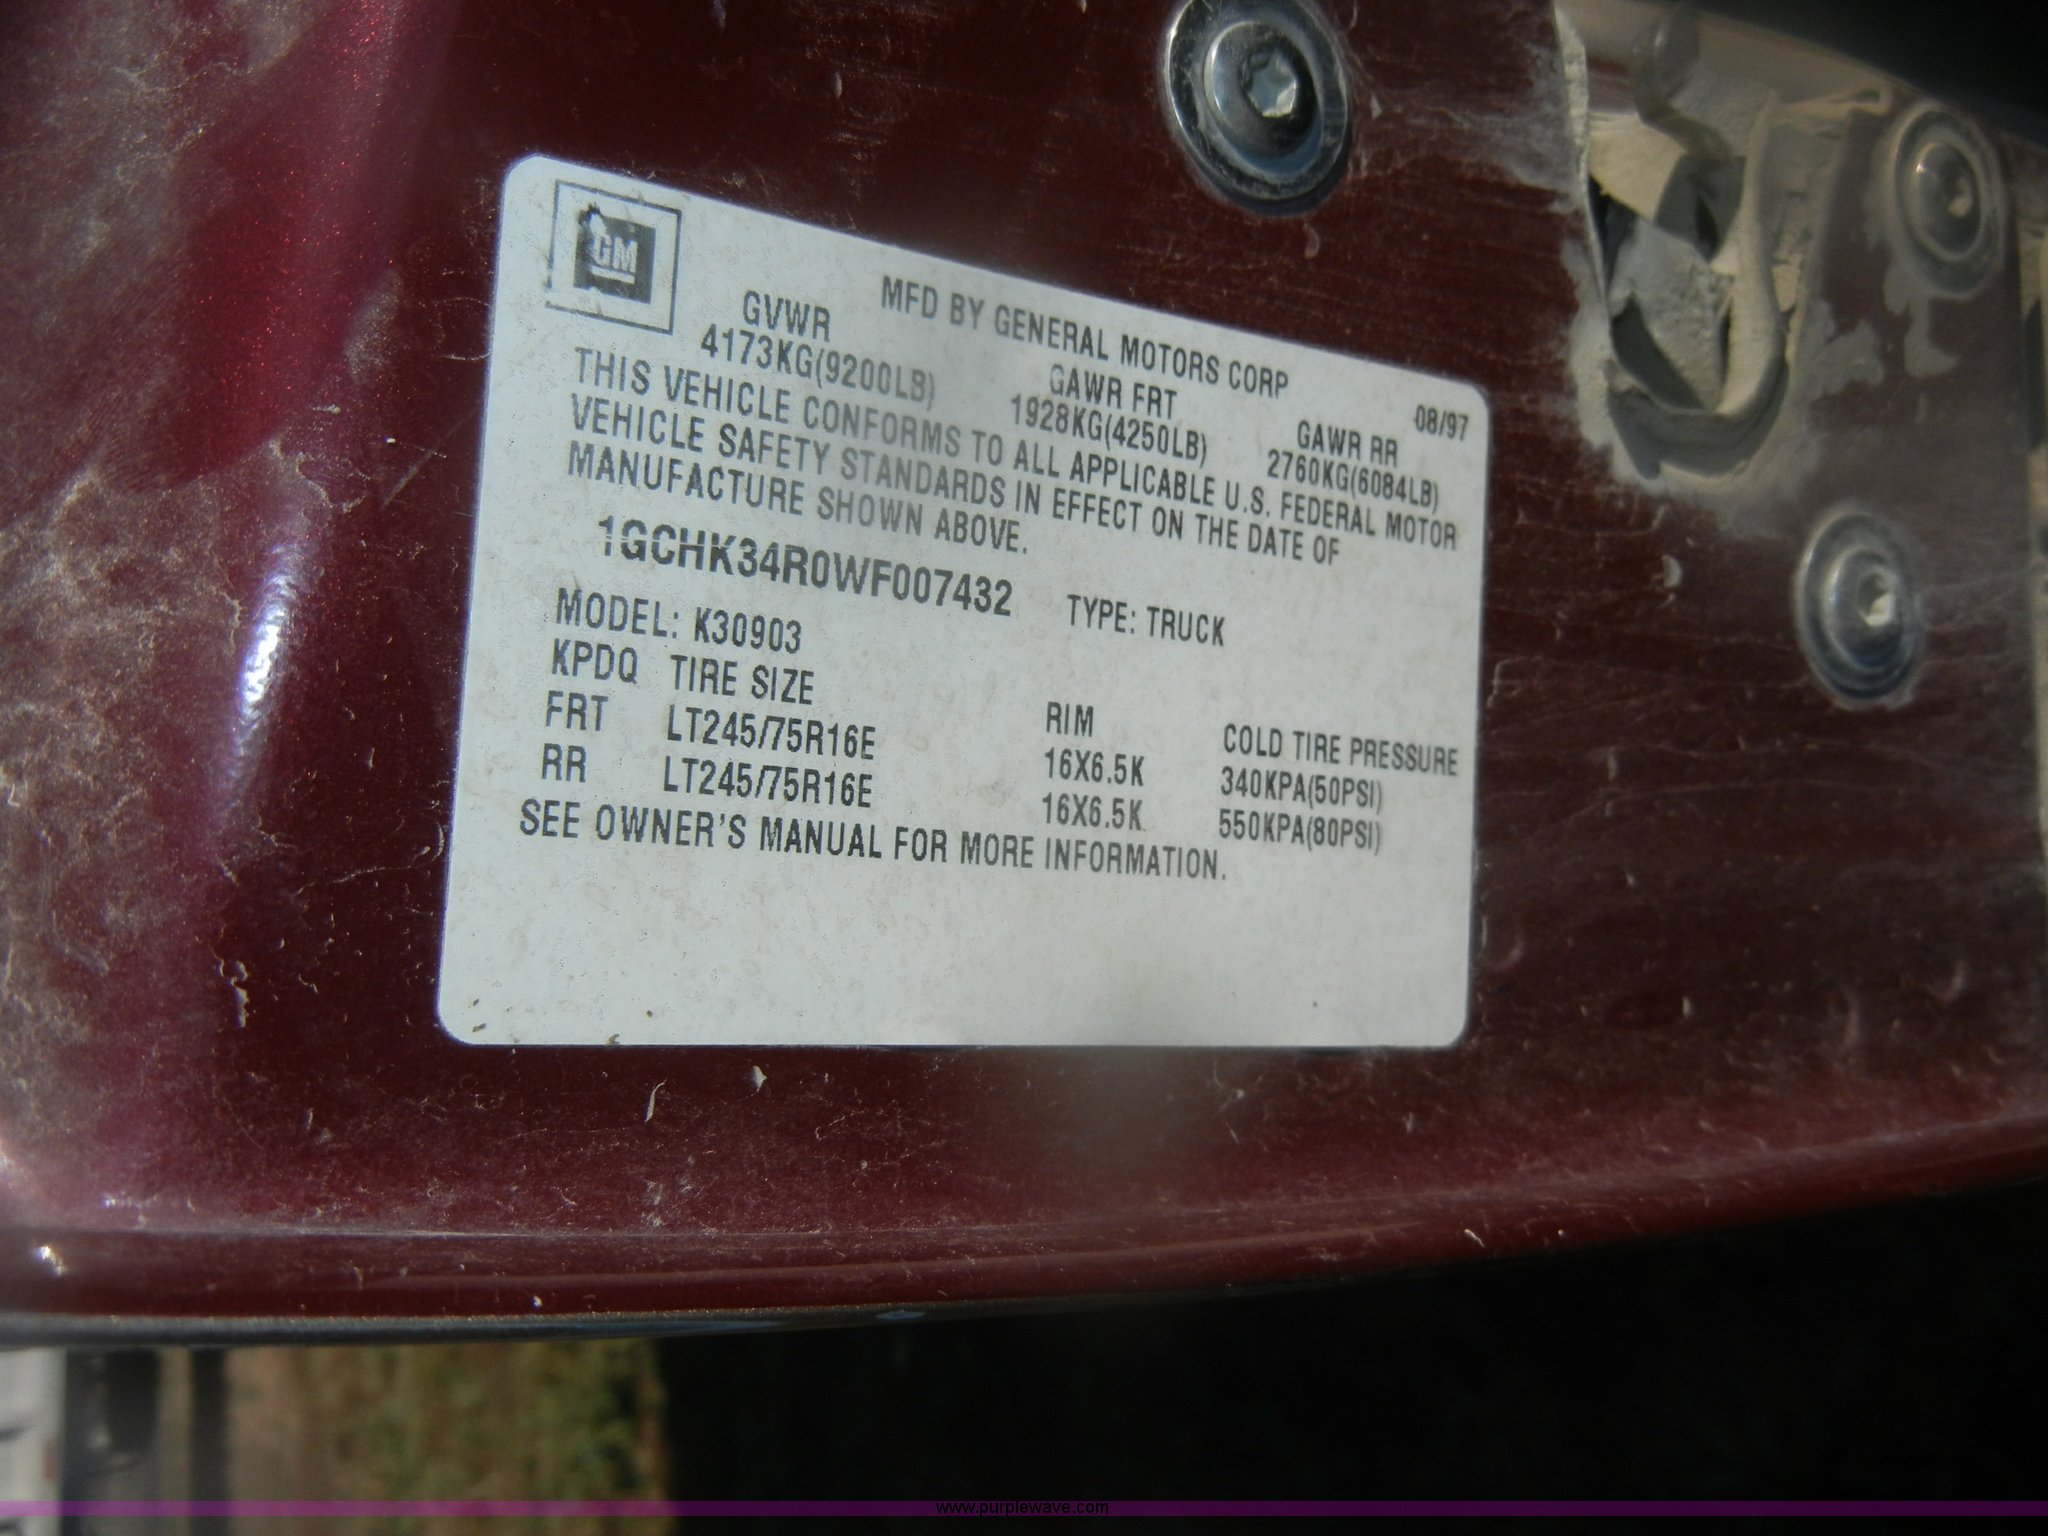 GM
MFD BY GENERAL MOTORS CORP 08/97
GVWR GAWR FRT GAWR RR
4173KG(9200LB) 1928KG(4250LB) 2760KG(6084LB)
THIS VEHICLE CONFORMS TO ALL APPLICABLE U.S. FEDERAL MOTOR
VEHICLE SAFETY STANDARDS IN EFFECT ON THE DATE OF
MANUFACTURE SHOWN ABOVE.
1GCHK34R0WF007432 TYPE: TRUCK
MODEL: K30903
KPDQ TIRE SIZE RIM COLD TIRE PRESSURE
FRT LT245/75R16E 16X6.5K 340KPA(50PSI)
RR LT245/75R16E 16X6.5K 550KPA(80PSI)
SEE OWNER'S MANUAL FOR MORE INFORMATION.
www.purplewave.com